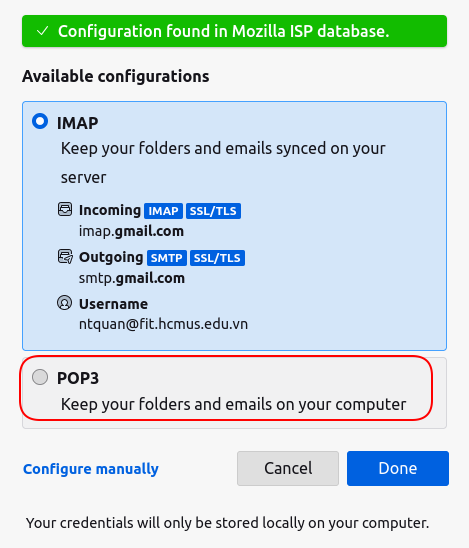 Configuration found in Mozilla ISP database.
Available configurations
IMAP
Keep your folders and emails synced on your
server
Incoming IMAP SSL/TLS
imap.gmail.com
Outgoing SMTP SSL/TLS
smtp.gmail.com
Username
ntquan@fit.hcmus.edu.vn
POP3
Keep your folders and emails on your computer
Configure manually Cancel Done
Your credentials will only be stored locally on your computer.